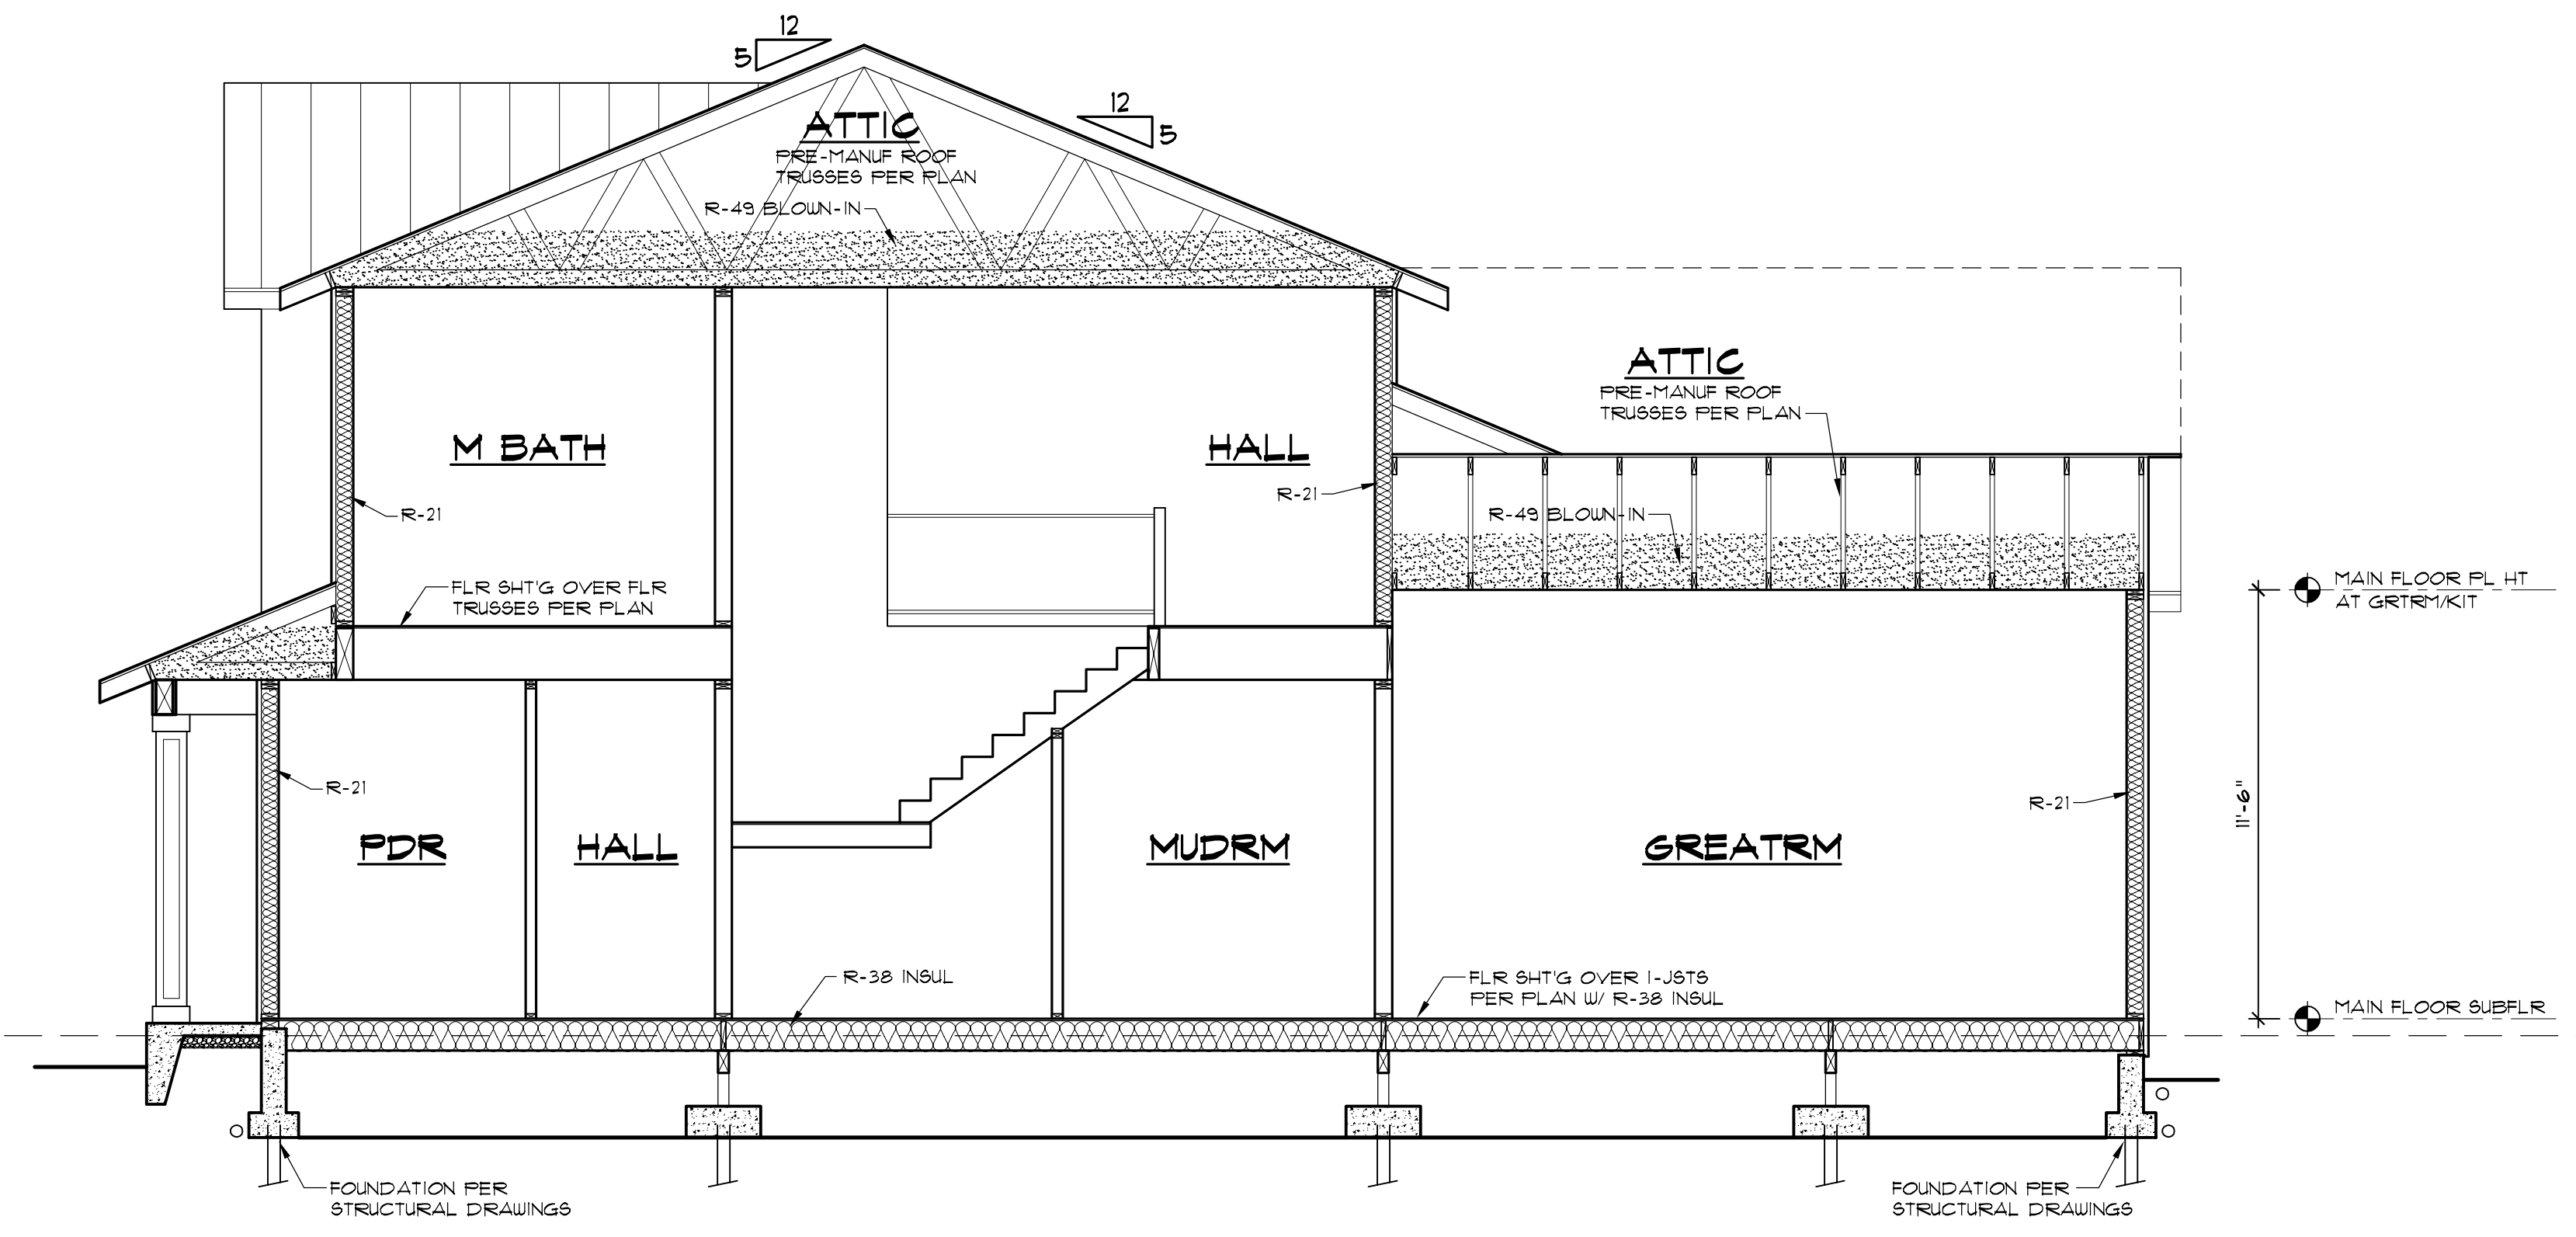 12
5
12
5
ATTIC
PRE-MANUF ROOF
TRUSSES PER PLAN
R-49 BLOWN-IN
ATTIC
PRE-MANUF ROOF
TRUSSES PER PLAN
M BATH
HALL
R-21
R-21
R-49 BLOWN-IN
FLR SHT'G OVER FLR
TRUSSES PER PLAN
MAIN FLOOR PL HT
AT GRTRM/KIT
R-21
R-21
11'-6"
PDR
HALL
MUDRM
GREATRM
R-38 INSUL
FLR SHT'G OVER I-JSTS
PER PLAN W/ R-38 INSUL
MAIN FLOOR SUBFLR
FOUNDATION PER
STRUCTURAL DRAWINGS
FOUNDATION PER
STRUCTURAL DRAWINGS